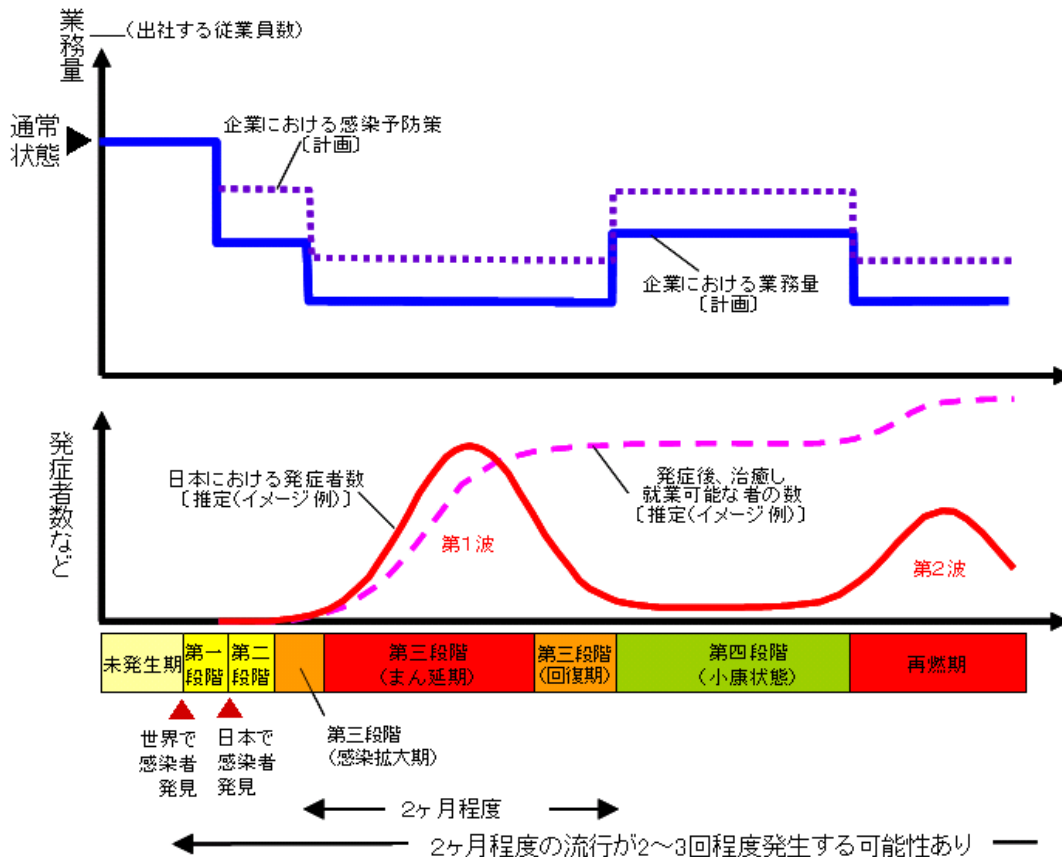 業務量
(出社する従業員数)
通常
状態
企業における感染予防策
〔計画〕
企業における業務量
〔計画〕
発症者数など
日本における発症者数
〔推定(イメージ例)〕
発症後、治癒し
就業可能な者の数
〔推定(イメージ例)〕
第1波
第2波
未発生期
第一
段階
第二
段階
第三段階
(まん延期)
第三段階
(回復期)
第四段階
(小康状態)
再燃期
世界で
感染者
発見
日本で
感染者
発見
第三段階
(感染拡大期)
2ヶ月程度
2ヶ月程度の流行が2~3回程度発生する可能性あり